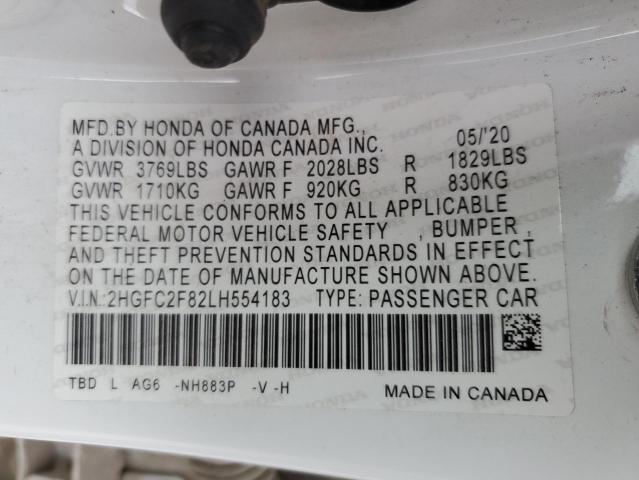 MFD.BY HONDA OF CANADA MFG.,
A DIVISION OF HONDA CANADA INC. 05/'20
GVWR 3769LBS GAWR F 2028LBS R 1829LBS
GVWR 1710KG GAWR F 920KG R 830KG
THIS VEHICLE CONFORMS TO ALL APPLICABLE
FEDERAL MOTOR VEHICLE SAFETY , BUMPER ,
AND THEFT PREVENTION STANDARDS IN EFFECT
ON THE DATE OF MANUFACTURE SHOWN ABOVE.
V.I.N.:2HGFC2F82LH554183 TYPE: PASSENGER CAR
TBD L AG6 -NH883P -V -H
MADE IN CANADA